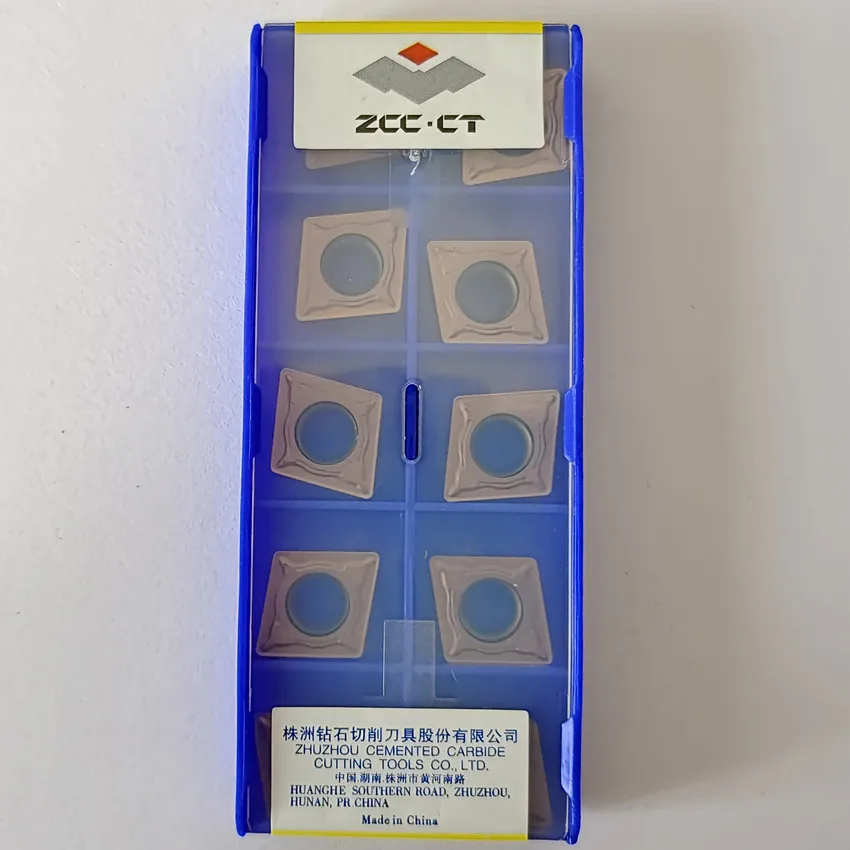 ZCC·CT
株洲钻石切削刀具股份有限公司
ZHUZHOU CEMENTED CARBIDE
CUTTING TOOLS CO.,LTD.
中国.湖南.株洲市黄河南路
HUANGHE SOUTHERN ROAD, ZHUZHOU,
HUNAN, PR CHINA
Made in China